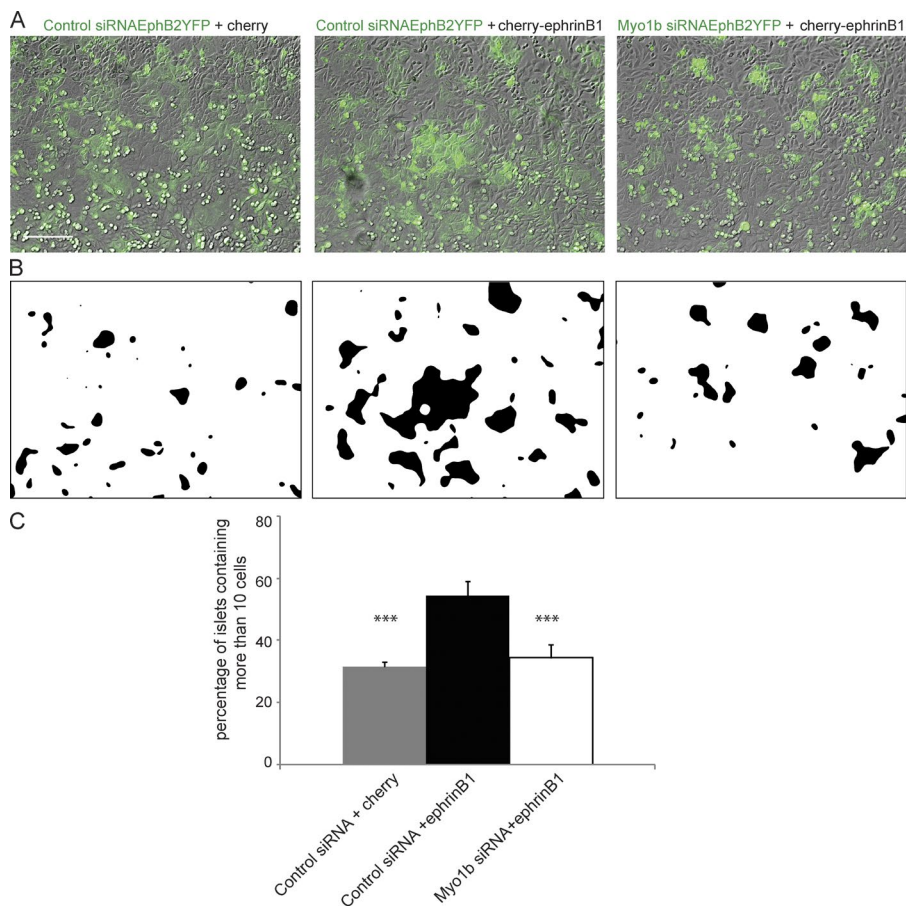 A
Control siRNAEphB2YFP + cherry
Control siRNAEphB2YFP + cherry-ephrinB1
Myo1b siRNAEphB2YFP + cherry-ephrinB1
B
C
percentage of islets containing
more than 10 cells
80
60
40
20
0
***
***
Control siRNA + cherry
Control siRNA +ephrinB1
Myo1b siRNA+ephrinB1